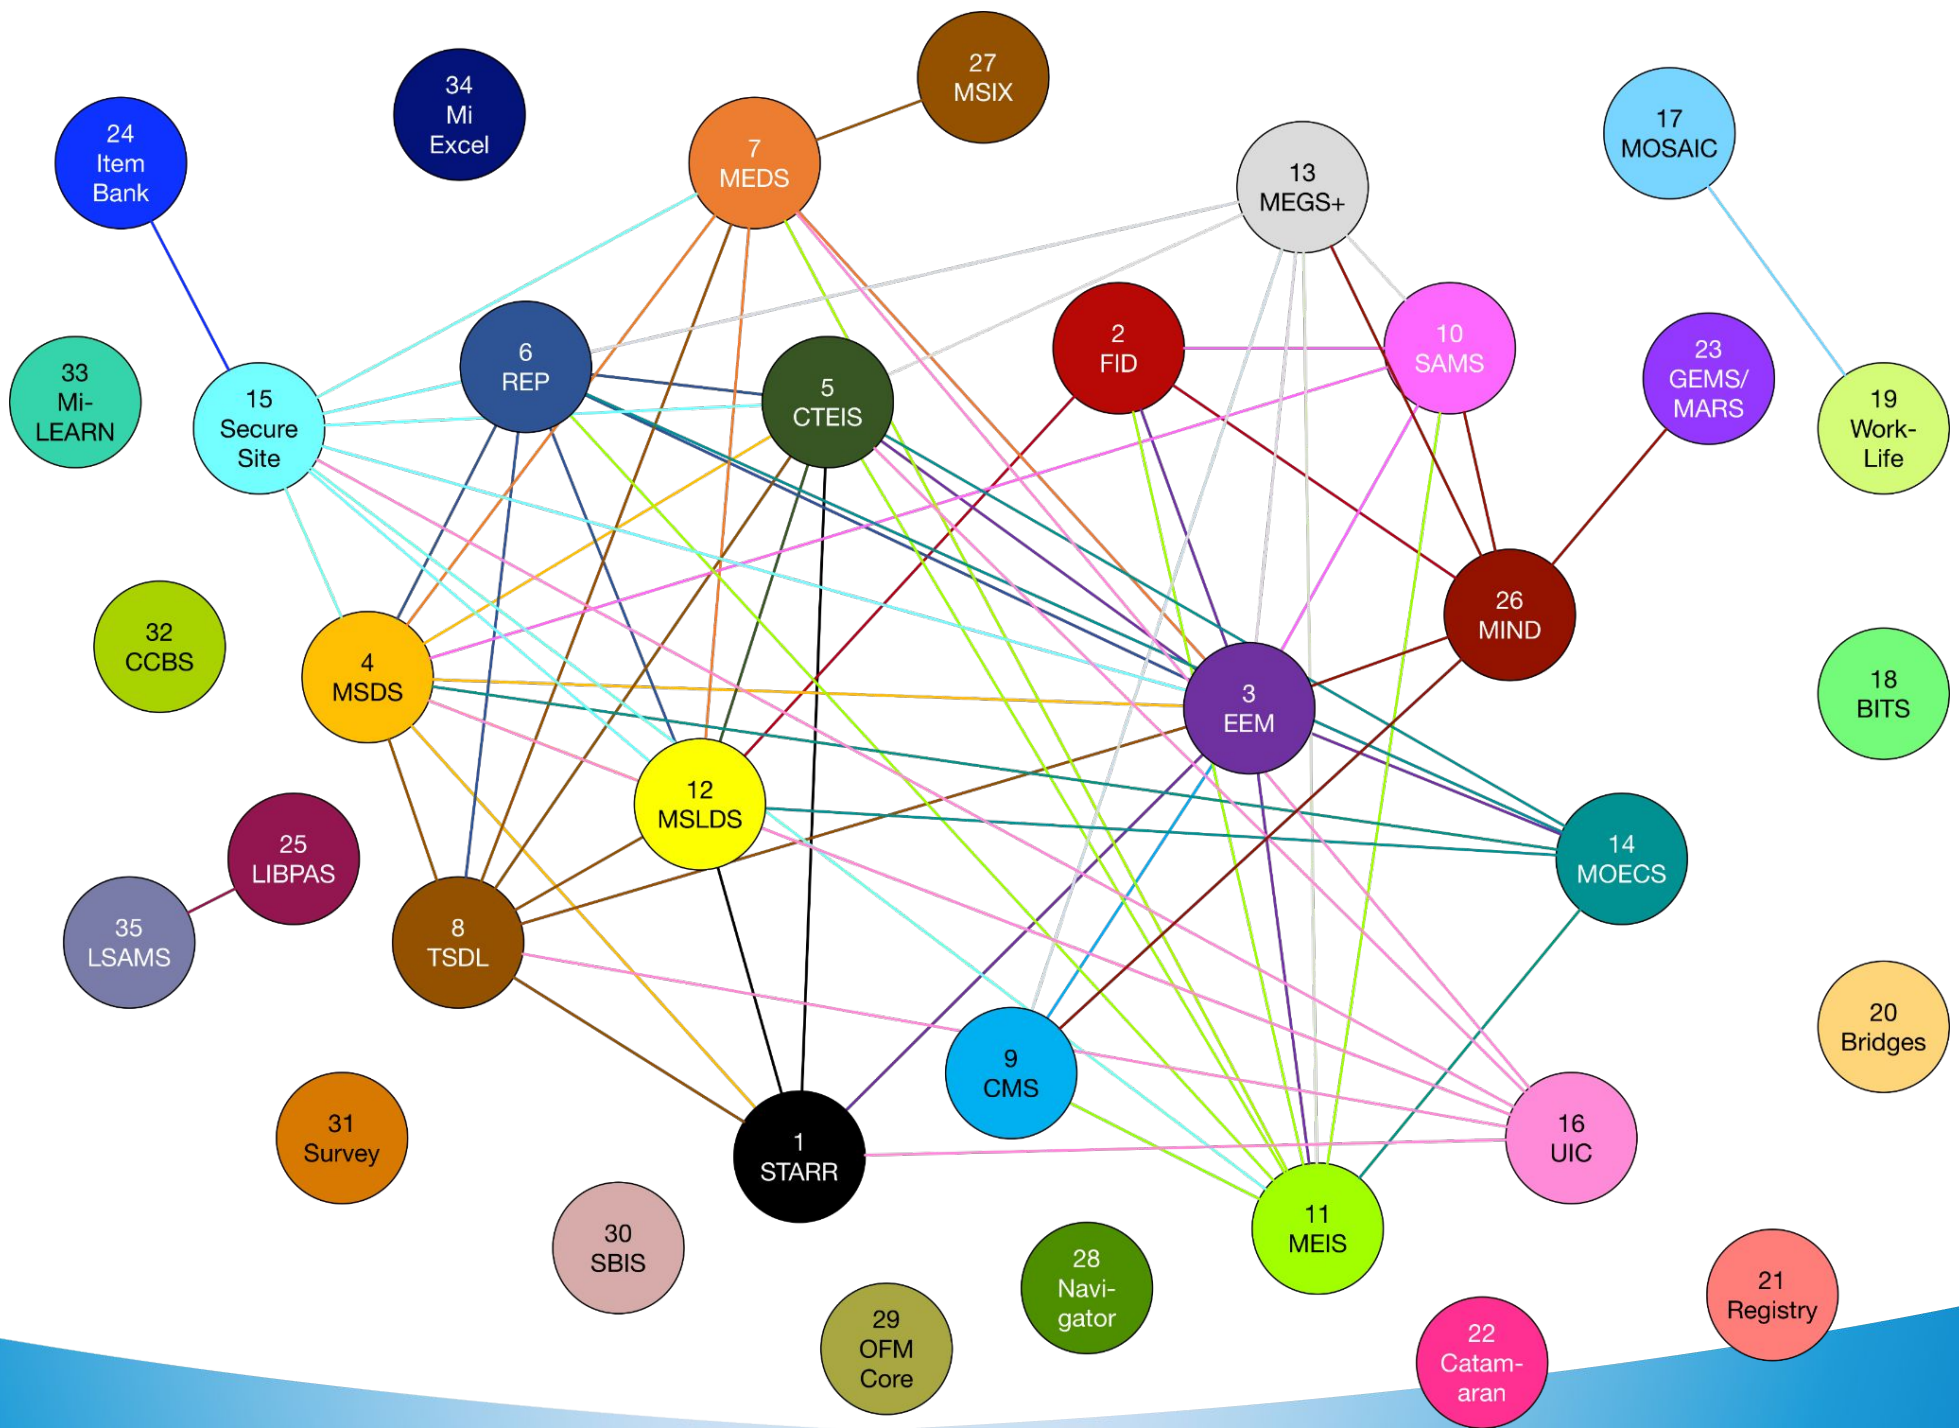 27
MSIX
34
Mi
Excel
17
MOSAIC
24
Item
Bank
7
MEDS
13
MEGS+
2
FID
10
SAMS
6
REP
23
GEMS/
MARS
33
Mi-
LEARN
5
CTEIS
15
Secure
Site
19
Work-
Life
26
MIND
32
CCBS
4
MSDS
3
EEM
18
BITS
12
MSLDS
14
MOECS
25
LIBPAS
35
LSAMS
8
TSDL
20
Bridges
9
CMS
31
Survey
1
STARR
16
UIC
11
MEIS
30
SBIS
28
Navi-
gator
21
Registry
29
OFM
Core
22
Catam-
aran